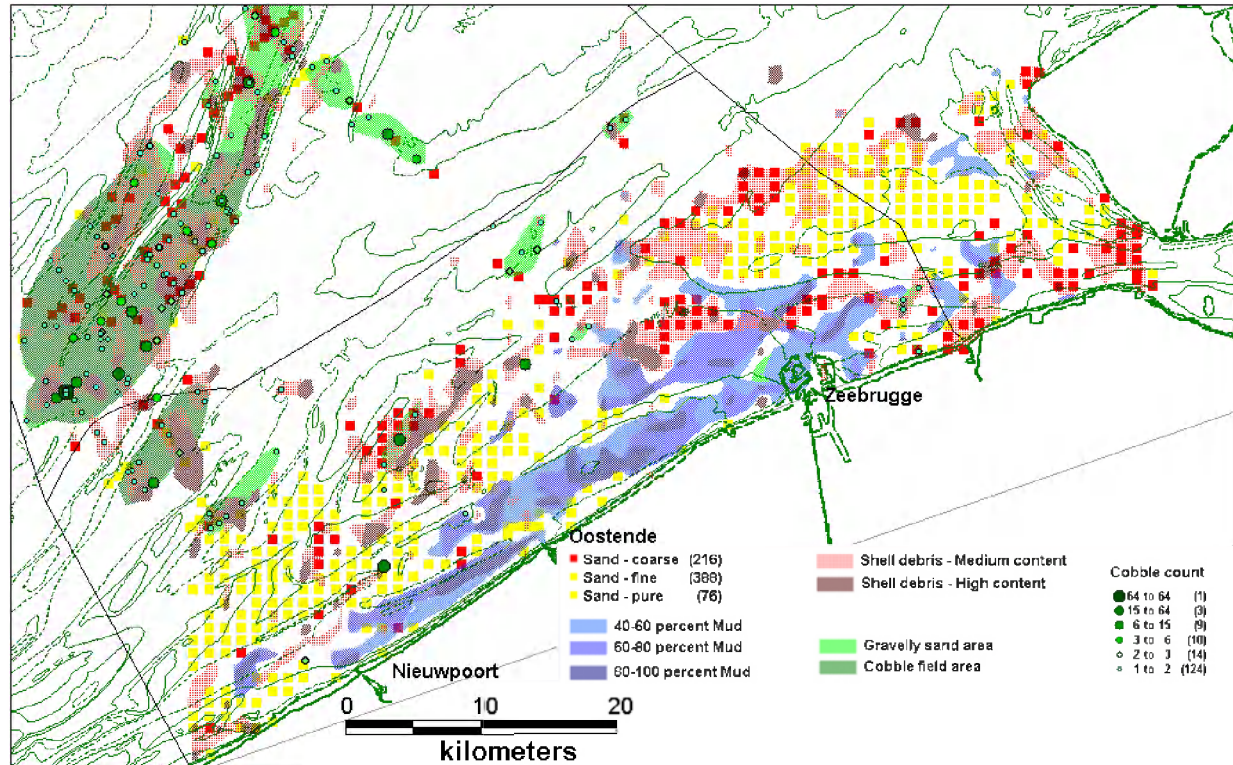 Zeebrugge
Oostende
Sand - coarse (216)
Sand - fine (388)
Sand - pure (76)
40-60 percent Mud
60-80 percent Mud
60-100 percent Mud
Shell debris - Medium content
Shell debris - High content
Gravelly sand area
Cobble field area
Cobble count
64 to 64 (1)
15 to 64 (3)
6 to 15 (9)
3 to 6 (10)
2 to 3 (14)
1 to 2 (124)
Nieuwpoort
0 10 20
kilometers